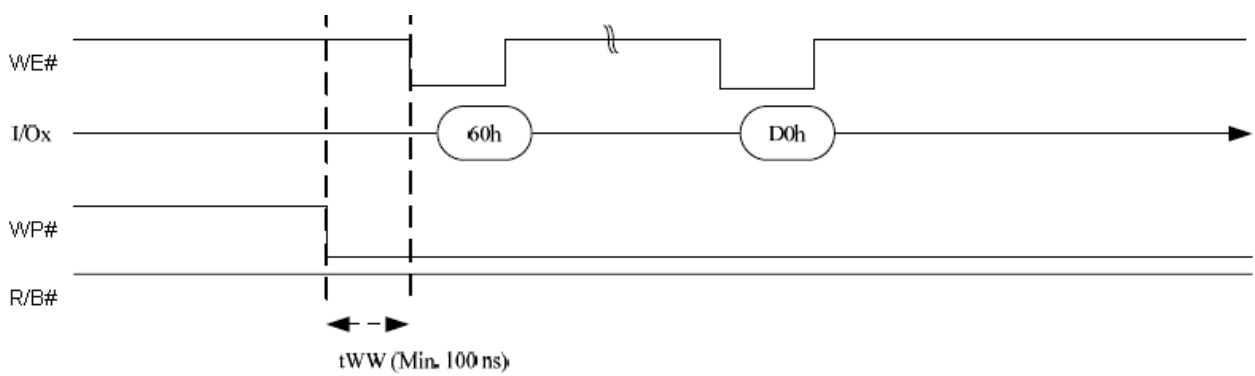 WE#
I/Ox
60h
D0h
WP#
R/B#
tWW (Min. 100 ns)